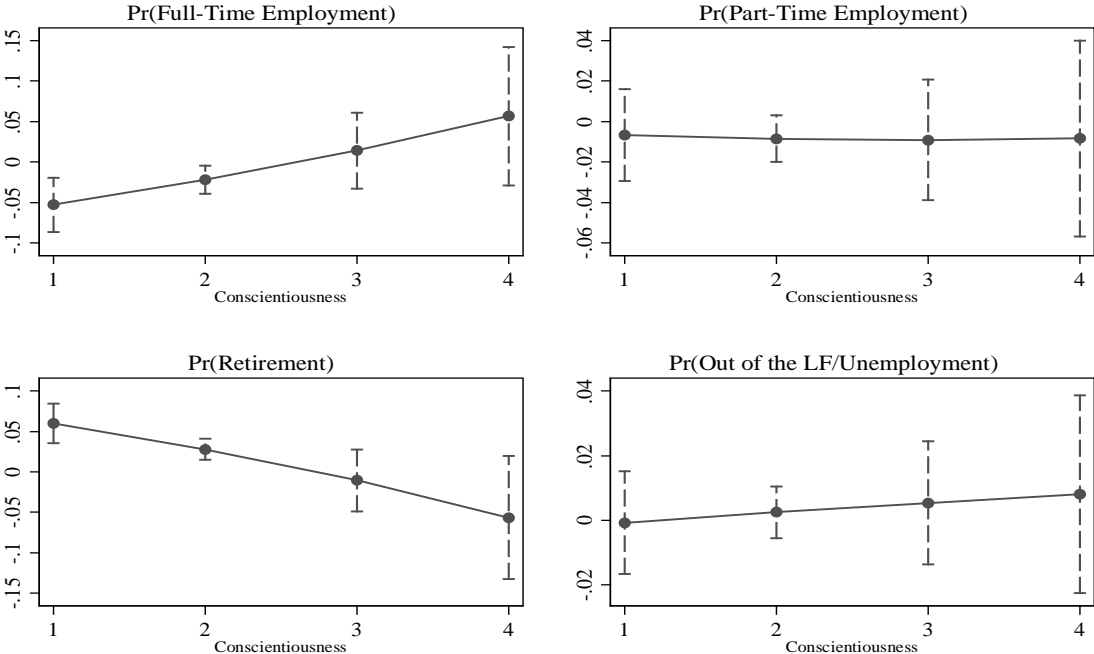 Pr(Full-Time Employment)
.15
.1
.05
0
-.05
-.1
1 2 3 4
Conscientiousness
Pr(Part-Time Employment)
.04
.02
0
-.02
-.04
-.06
1 2 3 4
Conscientiousness
Pr(Retirement)
.1
.05
0
-.05
-.1
-.15
1 2 3 4
Conscientiousness
Pr(Out of the LF/Unemployment)
.04
.02
0
-.02
1 2 3 4
Conscientiousness